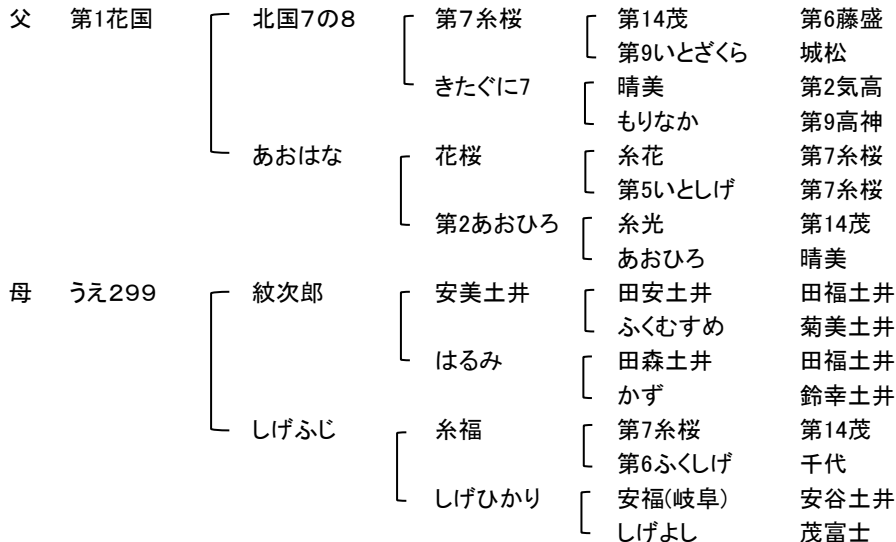 父 第1花国 北国7の8 第7糸桜 第14茂 第6藤盛
第9いとざくら 城松
きたぐに7 晴美 第2気高
もりなか 第9高神
あおはな 花桜 糸花 第7糸桜
第5いとしげ 第7糸桜
第2あおひろ 糸光 第14茂
あおひろ 晴美
母 うえ299 紋次郎 安美土井 田安土井 田福土井
ふくむすめ 菊美土井
はるみ 田森土井 田福土井
かず 鈴幸土井
しげふじ 糸福 第7糸桜 第14茂
第6ふくしげ 千代
しげひかり 安福(岐阜) 安谷土井
しげよし 茂富士